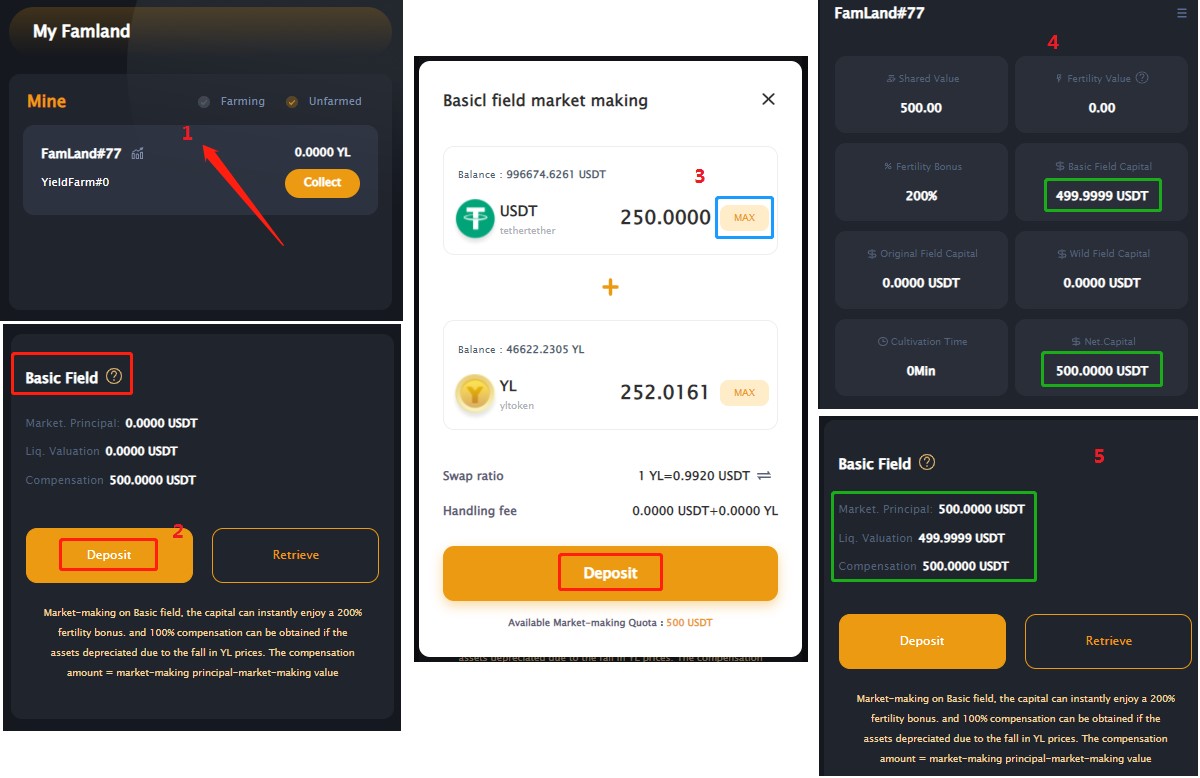 My Famland
Mine
Farming
Unfarmed
1
FamLand#77
0.0000 YL
YieldFarm#0
Collect
Basic Field ?
Market. Principal: 0.0000 USDT
Liq. Valuation 0.0000 USDT
Compensation 500.0000 USDT
2
Deposit
Retrieve
Market-making on Basic field, the capital can instantly enjoy a 200%
fertility bonus. and 100% compensation can be obtained if the
assets depreciated due to the fall in YL prices. The compensation
amount = market-making principal-market-making value
Basicl field market making
Balance : 996674.6261 USDT
3
USDT
tethertether
250.0000
MAX
+
Balance : 46622.2305 YL
YL
yltoken
252.0161
MAX
Swap ratio
1 YL=0.9920 USDT
Handling fee
0.0000 USDT+0.0000 YL
Deposit
Available Market-making Quota : 500 USDT
assets depreciated due to the fall in YL prices. The compensation
FamLand#77
4
Shared Value
500.00
Fertility Value ?
0.00
% Fertility Bonus
200%
Basic Field Capital
499.9999 USDT
Original Field Capital
0.0000 USDT
Wild Field Capital
0.0000 USDT
Cultivation Time
0Min
Net.Capital
500.0000 USDT
5
Basic Field ?
Market. Principal: 500.0000 USDT
Liq. Valuation 499.9999 USDT
Compensation 500.0000 USDT
Deposit
Retrieve
Market-making on Basic field, the capital can instantly enjoy a 200%
fertility bonus. and 100% compensation can be obtained if the
assets depreciated due to the fall in YL prices. The compensation
amount = market-making principal-market-making value